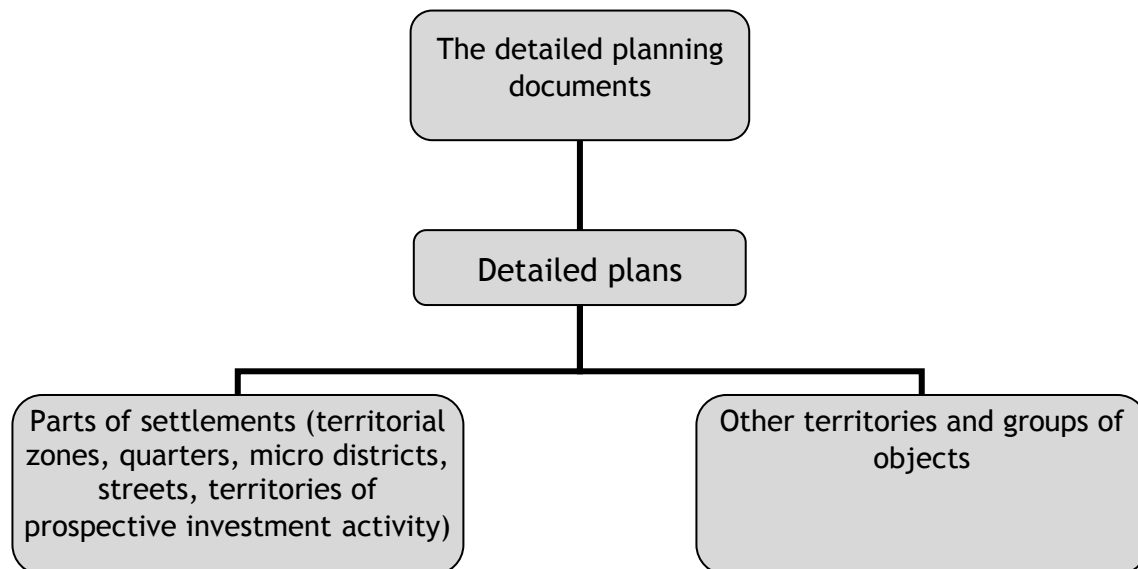 The detailed planning
documents
Detailed plans
Parts of settlements (territorial
zones, quarters, micro districts,
streets, territories of
prospective investment activity)
Other territories and groups of
objects